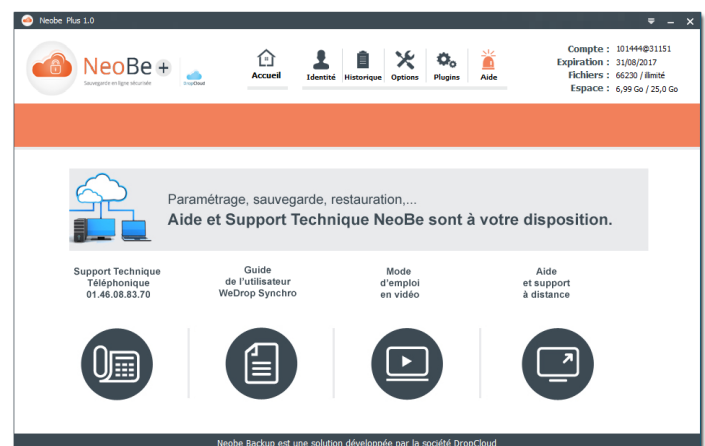 Neobe Plus 1.0
NeoBe +
Sauvegarde en ligne sécurisée
DropCloud
Accueil
Identité
Historique
Options
Plugins
Aide
Compte : 101444@31151
Expiration : 31/08/2017
Fichiers : 66230 / ilimité
Espace : 6,99 Go / 25,0 Go
Paramétrage, sauvegarde, restauration,...
Aide et Support Technique NeoBe sont à votre disposition.
Support Technique
Téléphonique
01.46.08.83.70
Guide
de l'utilisateur
WeDrop Synchro
Mode
d'emploi
en vidéo
Aide
et support
à distance
Neobe Backup est une solution développée par la société DropCloud